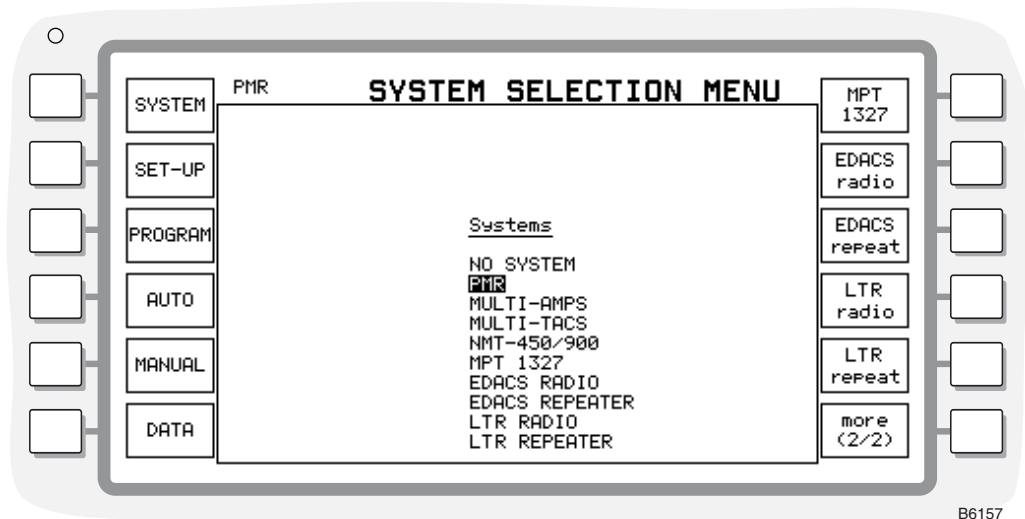 PMR SYSTEM SELECTION MENU
SYSTEM
SET-UP
PROGRAM
AUTO
MANUAL
DATA
Systems
NO SYSTEM
PMR
MULTI-AMPS
MULTI-TACS
NMT-450/900
MPT 1327
EDACS RADIO
EDACS REPEATER
LTR RADIO
LTR REPEATER
MPT
1327
EDACS
radio
EDACS
repeat
LTR
radio
LTR
repeat
more
(2/2)
B6157